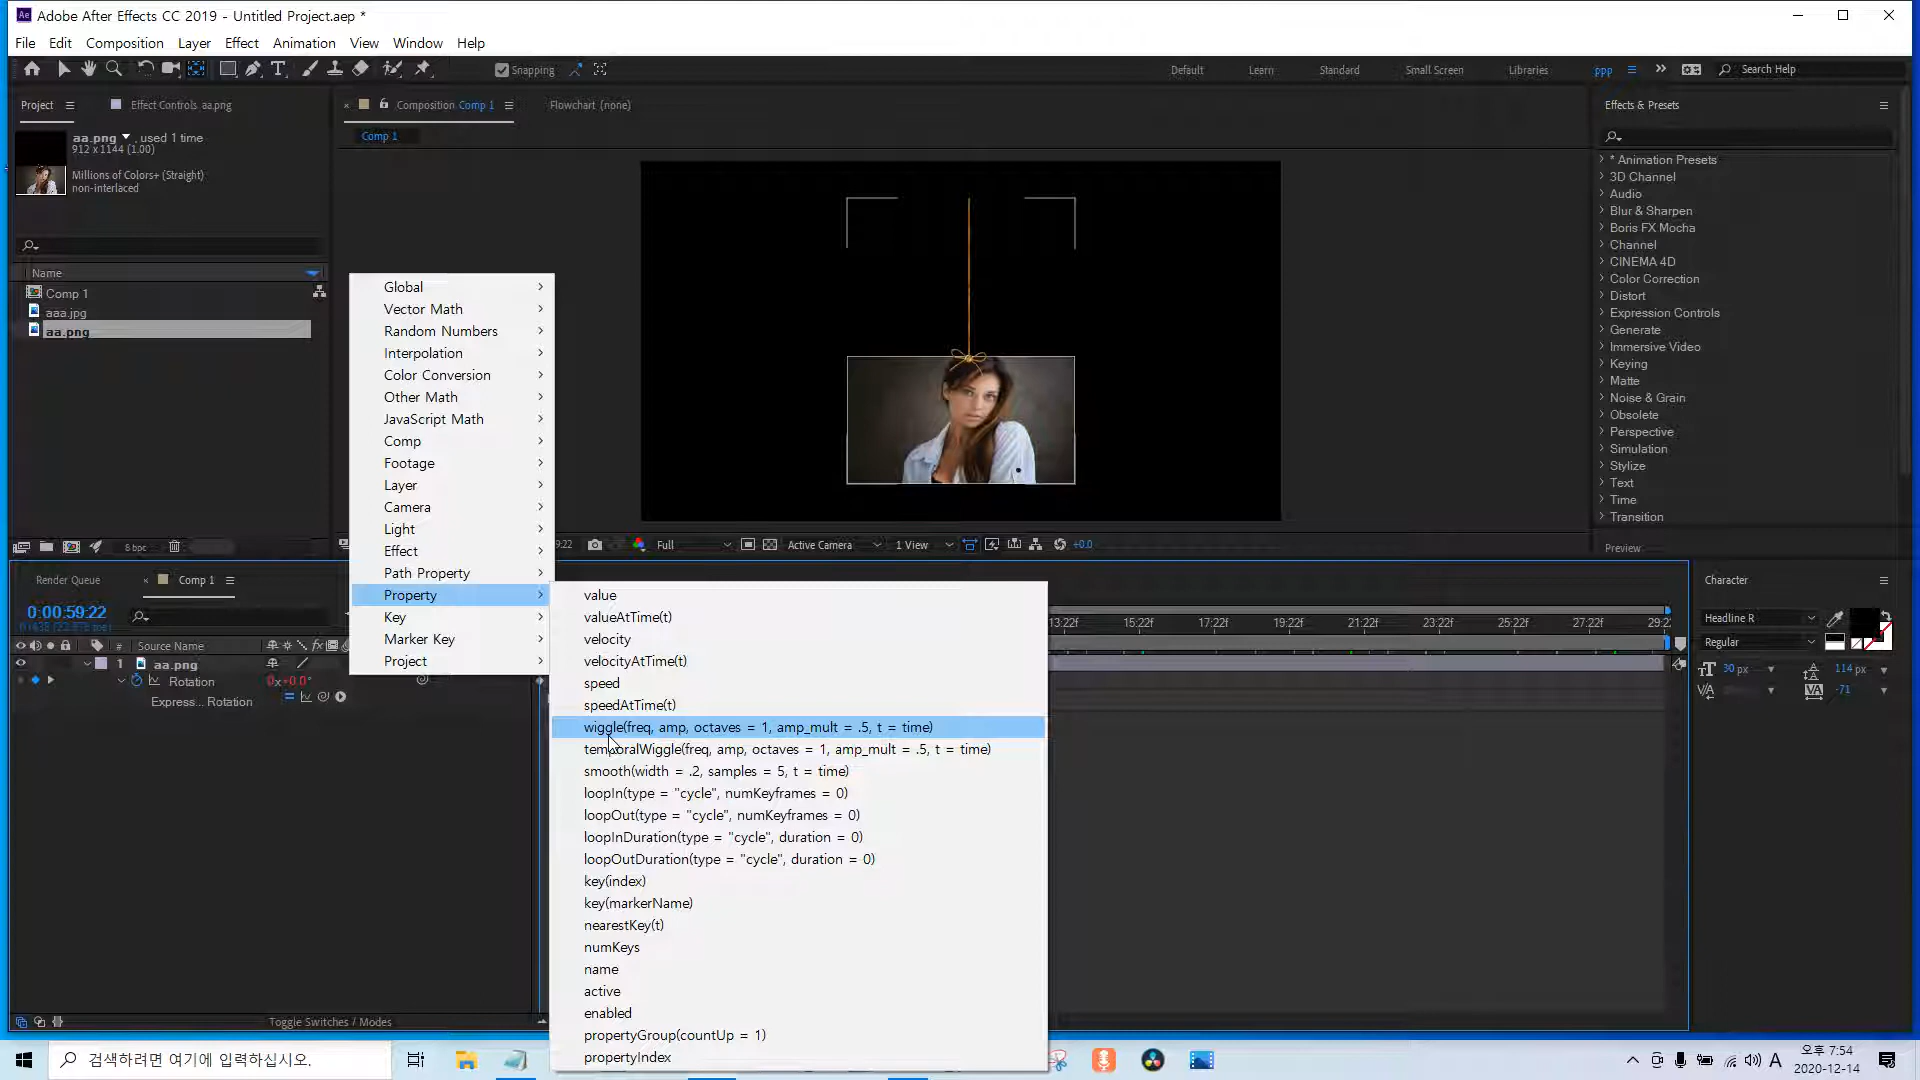 Adobe After Effects CC 2019 - Untitled Project.aep *
File Edit Composition Layer Effect Animation View Window Help
Snapping
Default Learn Standard Small Screen Libraries ppp Search Help
Project Effect Controls aa.png
Composition Comp 1 Flowchart (none)
Effects & Presets
Comp 1
aa.png , used 1 time
912 x 1144 (1.00)
Millions of Colors+ (Straight)
non-interlaced
Name
Comp 1
aaa.jpg
aa.png
8 bpc
Global
Vector Math
Random Numbers
Interpolation
Color Conversion
Other Math
JavaScript Math
Comp
Footage
Layer
Camera
Light
Effect
Path Property
Property
Key
Marker Key
Project
* Animation Presets
3D Channel
Audio
Blur & Sharpen
Boris FX Mocha
Channel
CINEMA 4D
Color Correction
Distort
Expression Controls
Generate
Immersive Video
Keying
Matte
Noise & Grain
Obsolete
Perspective
Simulation
Stylize
Text
Time
Transition
Preview
9:22 Full Active Camera 1 View +0.0
Render Queue Comp 1
0:00:59:22
# Source Name fx
1 aa.png
Rotation 0x+0.0°
Express... Rotation
13:22f 15:22f 17:22f 19:22f 21:22f 23:22f 25:22f 27:22f 29:2
value
valueAtTime(t)
velocity
velocityAtTime(t)
speed
speedAtTime(t)
wiggle(freq, amp, octaves = 1, amp_mult = .5, t = time)
temporalWiggle(freq, amp, octaves = 1, amp_mult = .5, t = time)
smooth(width = .2, samples = 5, t = time)
loopIn(type = "cycle", numKeyframes = 0)
loopOut(type = "cycle", numKeyframes = 0)
loopInDuration(type = "cycle", duration = 0)
loopOutDuration(type = "cycle", duration = 0)
key(index)
key(markerName)
nearestKey(t)
numKeys
name
active
enabled
propertyGroup(countUp = 1)
propertyIndex
Character
Headline R
Regular
30 px 114 px
-71
Toggle Switches / Modes
검색하려면 여기에 입력하십시오.
A 오후 7:54
2020-12-14